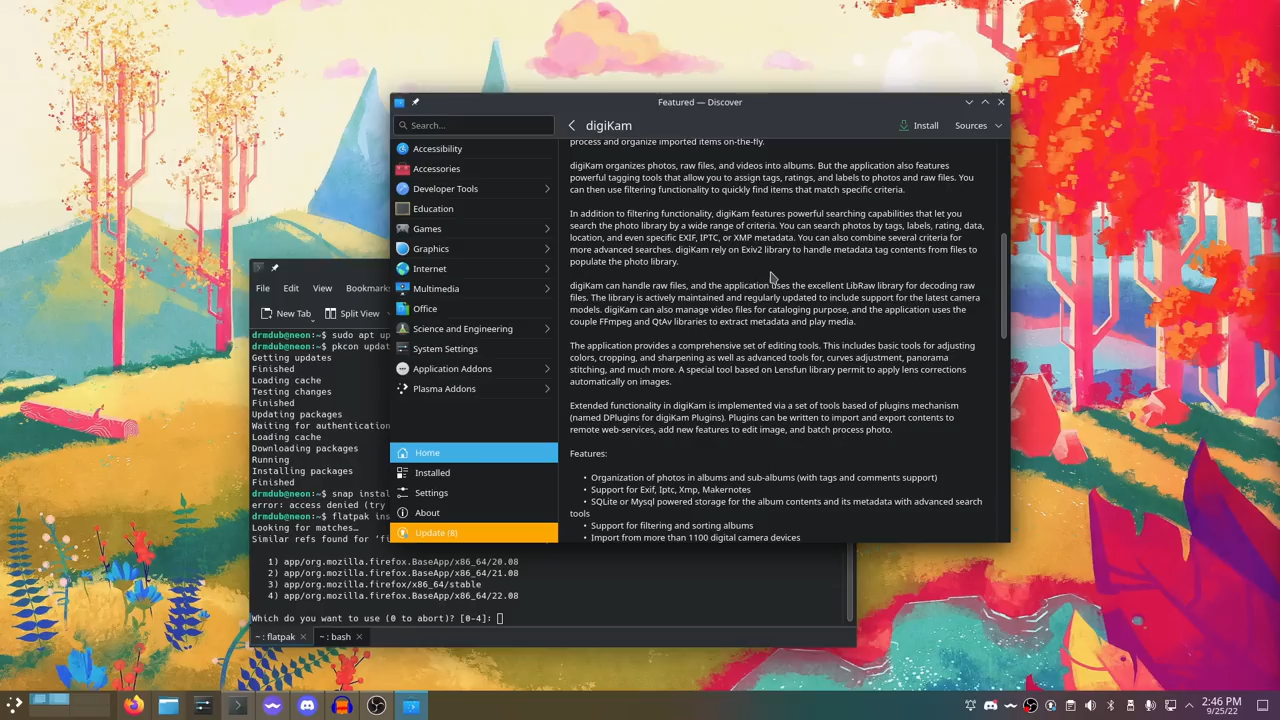 Featured — Discover
Search...
digiKam
Install
Sources
Accessibility
Accessories
Developer Tools
Education
Games
Graphics
Internet
Multimedia
Office
Science and Engineering
System Settings
Application Addons
Plasma Addons
Home
Installed
Settings
About
Update (8)
process and organize imported items on-the-fly.
digiKam organizes photos, raw files, and videos into albums. But the application also features
powerful tagging tools that allow you to assign tags, ratings, and labels to photos and raw files. You
can then use filtering functionality to quickly find items that match specific criteria.
In addition to filtering functionality, digiKam features powerful searching capabilities that let you
search the photo library by a wide range of criteria. You can search photos by tags, labels, rating, data,
location, and even specific EXIF, IPTC, or XMP metadata. You can also combine several criteria for
more advanced searches. digiKam rely on Exiv2 library to handle metadata tag contents from files to
populate the photo library.
digiKam can handle raw files, and the application uses the excellent LibRaw library for decoding raw
files. The library is actively maintained and regularly updated to include support for the latest camera
models. digiKam can also manage video files for cataloging purpose, and the application uses the
couple FFmpeg and QtAv libraries to extract metadata and play media.
The application provides a comprehensive set of editing tools. This includes basic tools for adjusting
colors, cropping, and sharpening as well as advanced tools for, curves adjustment, panorama
stitching, and much more. A special tool based on Lensfun library permit to apply lens corrections
automatically on images.
Extended functionality in digiKam is implemented via a set of tools based of plugins mechanism
(named DPlugins for digiKam Plugins). Plugins can be written to import and export contents to
remote web-services, add new features to edit image, and batch process photo.
Features:
• Organization of photos in albums and sub-albums (with tags and comments support)
• Support for Exif, Iptc, Xmp, Makernotes
• SQLite or Mysql powered storage for the album contents and its metadata with advanced search
tools
• Support for filtering and sorting albums
• Import from more than 1100 digital camera devices
File Edit View Bookmarks
New Tab Split View
drmdub@neon:~$ sudo apt up
drmdub@neon:~$ pkcon updat
Getting updates
Finished
Loading cache
Testing changes
Finished
Updating packages
Waiting for authentication
Loading cache
Downloading packages
Running
Installing packages
Finished
drmdub@neon:~$ snap instal
error: access denied (try
drmdub@neon:~$ flatpak ins
Looking for matches…
Similar refs found for ‘fi
1) app/org.mozilla.firefox.BaseApp/x86_64/20.08
2) app/org.mozilla.firefox.BaseApp/x86_64/21.08
3) app/org.mozilla.firefox/x86_64/stable
4) app/org.mozilla.firefox.BaseApp/x86_64/22.08
Which do you want to use (0 to abort)? [0-4]:
~ : flatpak
~ : bash
2:46 PM
9/25/22